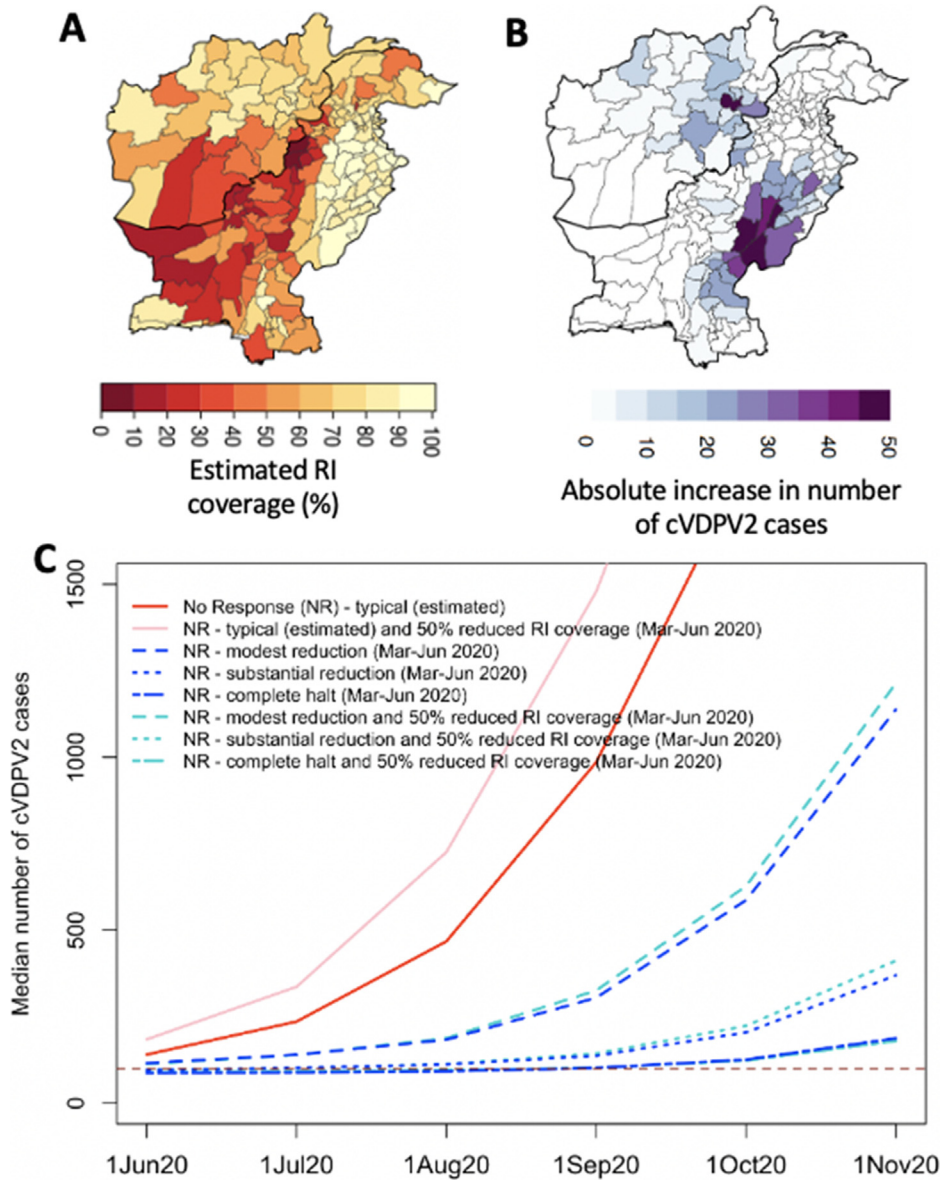 A
B
0 10 20 30 40 50 60 70 80 90 100
Estimated RI
coverage (%)
0 10 20 30 40 50
Absolute increase in number
of cVDPV2 cases
C
Median number of cVDPV2 cases
1500
1000
500
0
No Response (NR) - typical (estimated)
NR - typical (estimated) and 50% reduced RI coverage (Mar-Jun 2020)
NR - modest reduction (Mar-Jun 2020)
NR - substantial reduction (Mar-Jun 2020)
NR - complete halt (Mar-Jun 2020)
NR - modest reduction and 50% reduced RI coverage (Mar-Jun 2020)
NR - substantial reduction and 50% reduced RI coverage (Mar-Jun 2020)
NR - complete halt and 50% reduced RI coverage (Mar-Jun 2020)
1Jun20 1Jul20 1Aug20 1Sep20 1Oct20 1Nov20